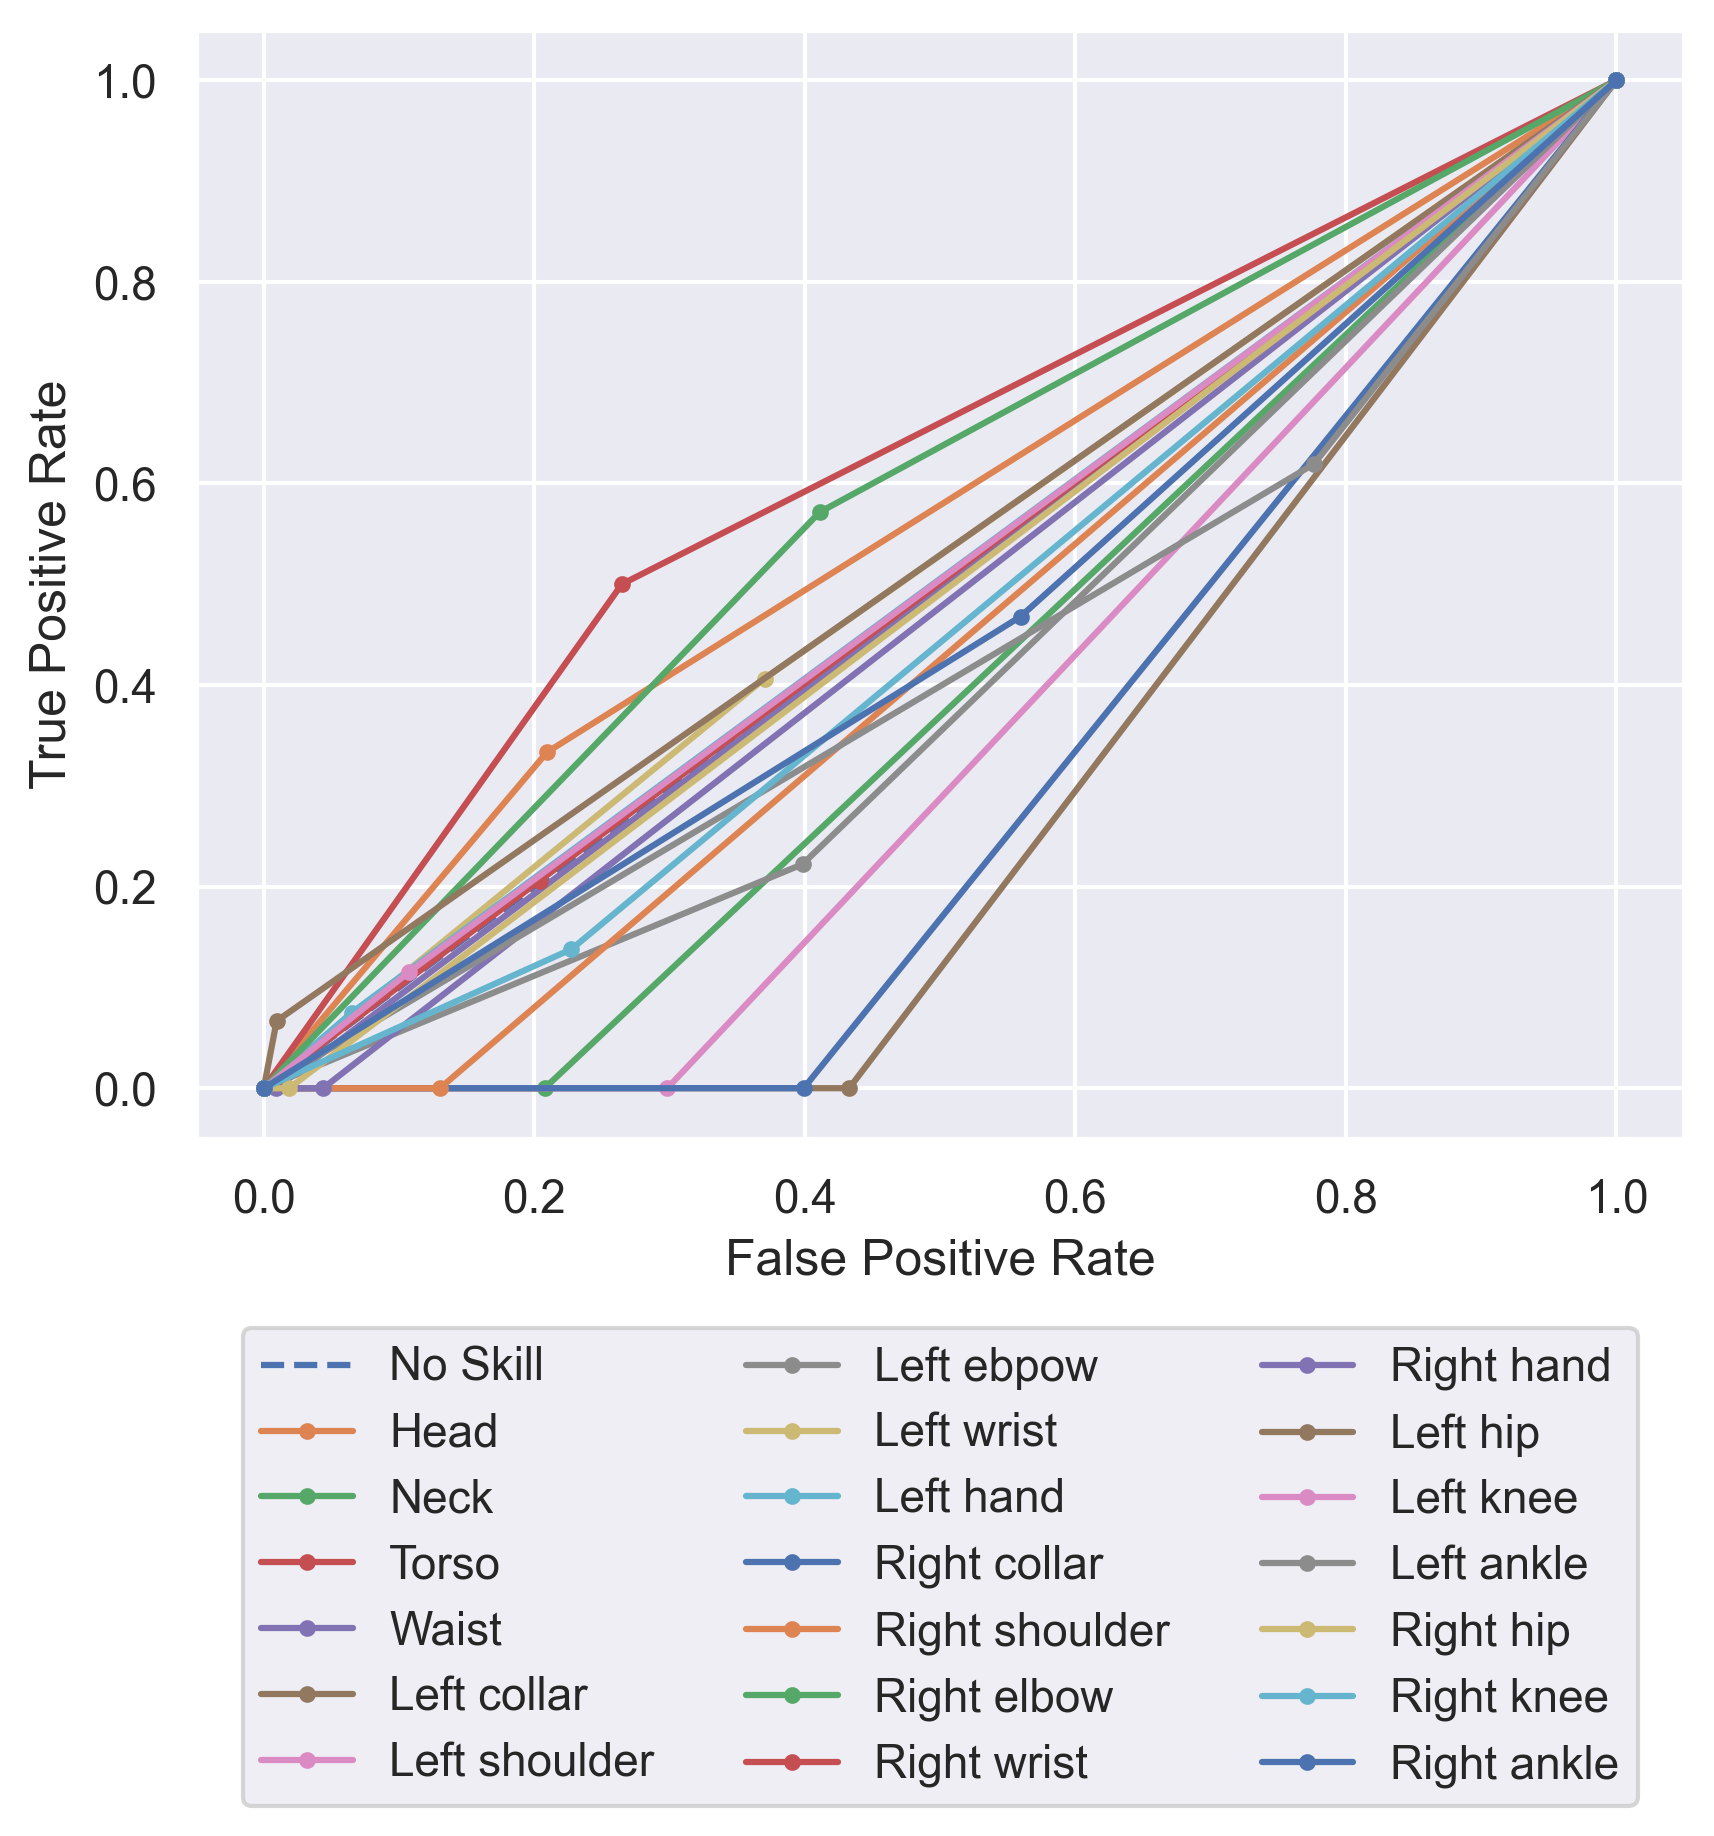 1.0
0.8
0.6
0.4
0.2
0.0
True Positive Rate
0.0 0.2 0.4 0.6 0.8 1.0
False Positive Rate
No Skill
Head
Neck
Torso
Waist
Left collar
Left shoulder
Left ebpow
Left wrist
Left hand
Right collar
Right shoulder
Right elbow
Right wrist
Right hand
Left hip
Left knee
Left ankle
Right hip
Right knee
Right ankle